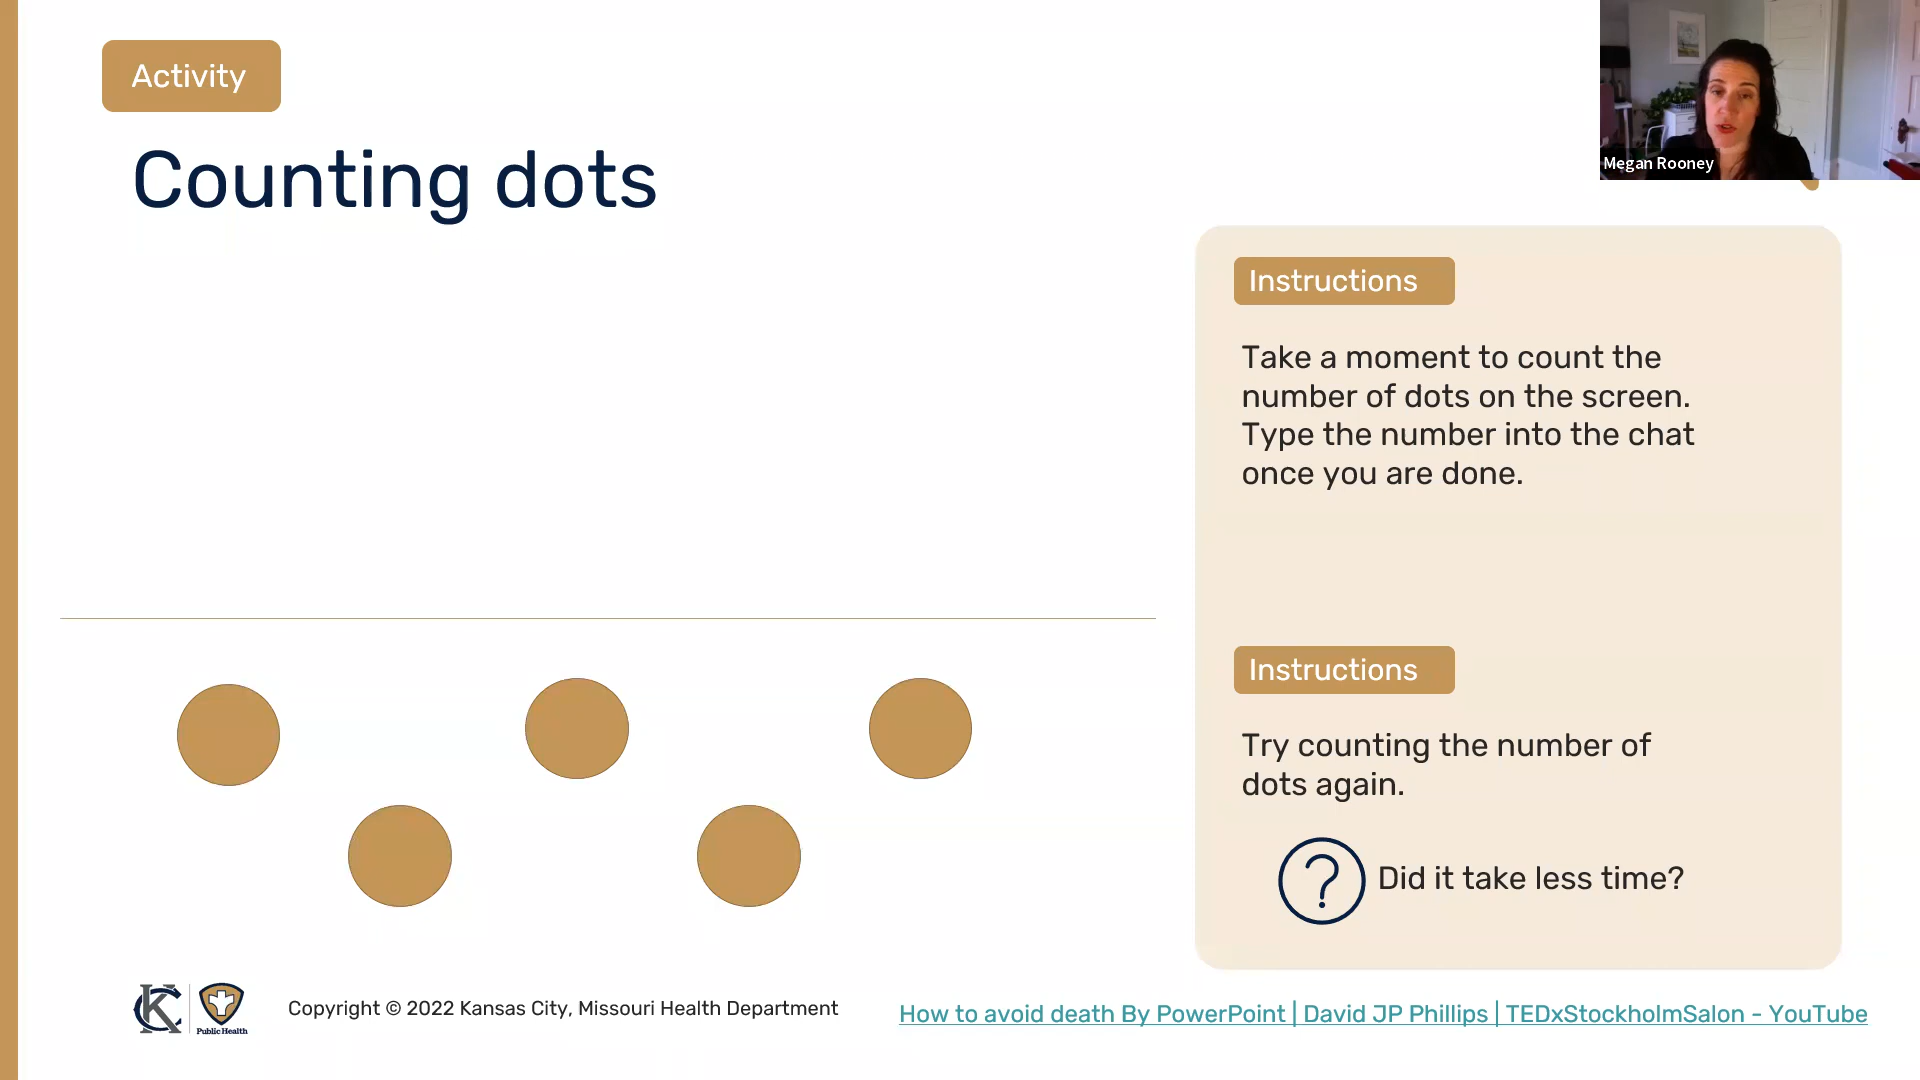 Activity
Counting dots
Megan Rooney
Instructions
Take a moment to count the
number of dots on the screen.
Type the number into the chat
once you are done.
Instructions
Try counting the number of
dots again.
? Did it take less time?
KC
Public Health
Copyright © 2022 Kansas City, Missouri Health Department
How to avoid death By PowerPoint | David JP Phillips | TEDxStockholmSalon - YouTube